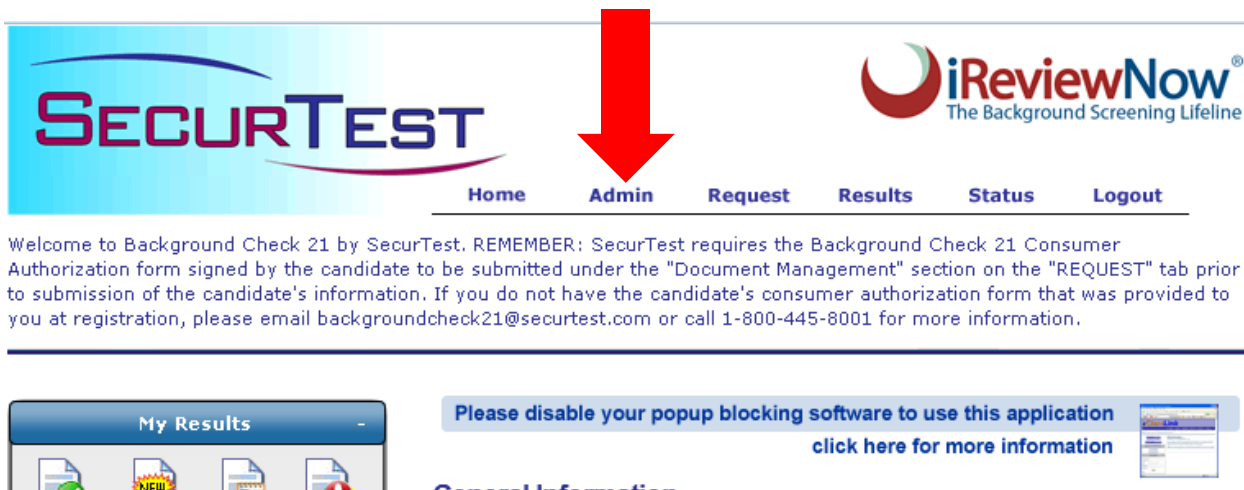 SECURTEST
iReviewNow®
The Background Screening Lifeline
Home Admin Request Results Status Logout
Welcome to Background Check 21 by SecurTest. REMEMBER: SecurTest requires the Background Check 21 Consumer
Authorization form signed by the candidate to be submitted under the "Document Management" section on the "REQUEST" tab prior
to submission of the candidate's information. If you do not have the candidate's consumer authorization form that was provided to
you at registration, please email backgroundcheck21@securtest.com or call 1-800-445-8001 for more information.
My Results -
Please disable your popup blocking software to use this application
click here for more information
NEW
General Information